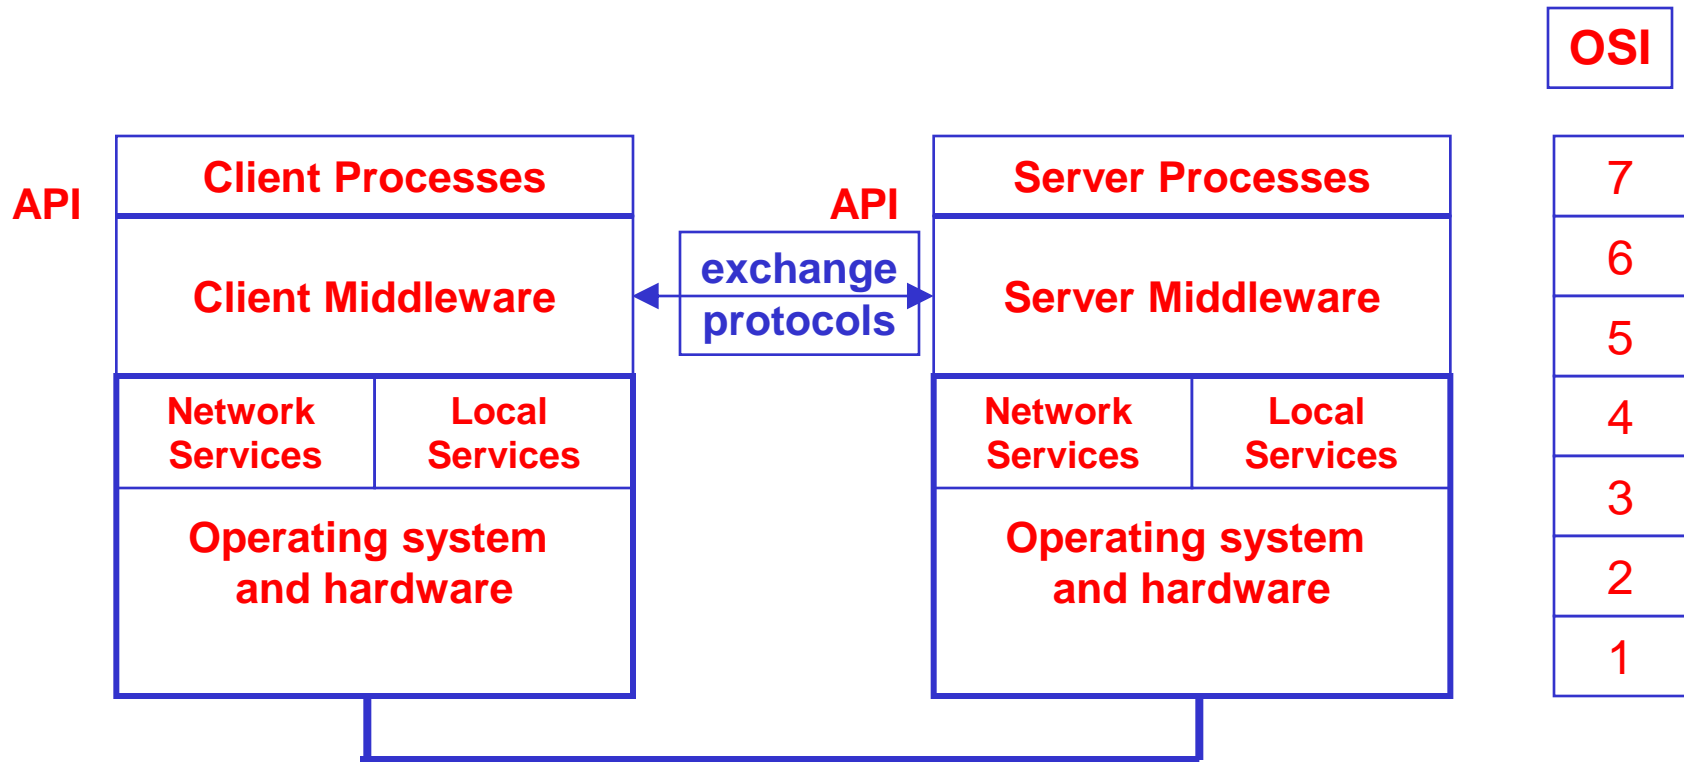 OSI
Client Processes
Server Processes
7
API
API
6
exchange
Client Middleware
Server Middleware
protocols
5
Network
Services
Local
Services
Network
Services
Local
Services
4
3
Operating system
and hardware
Operating system
and hardware
2
1